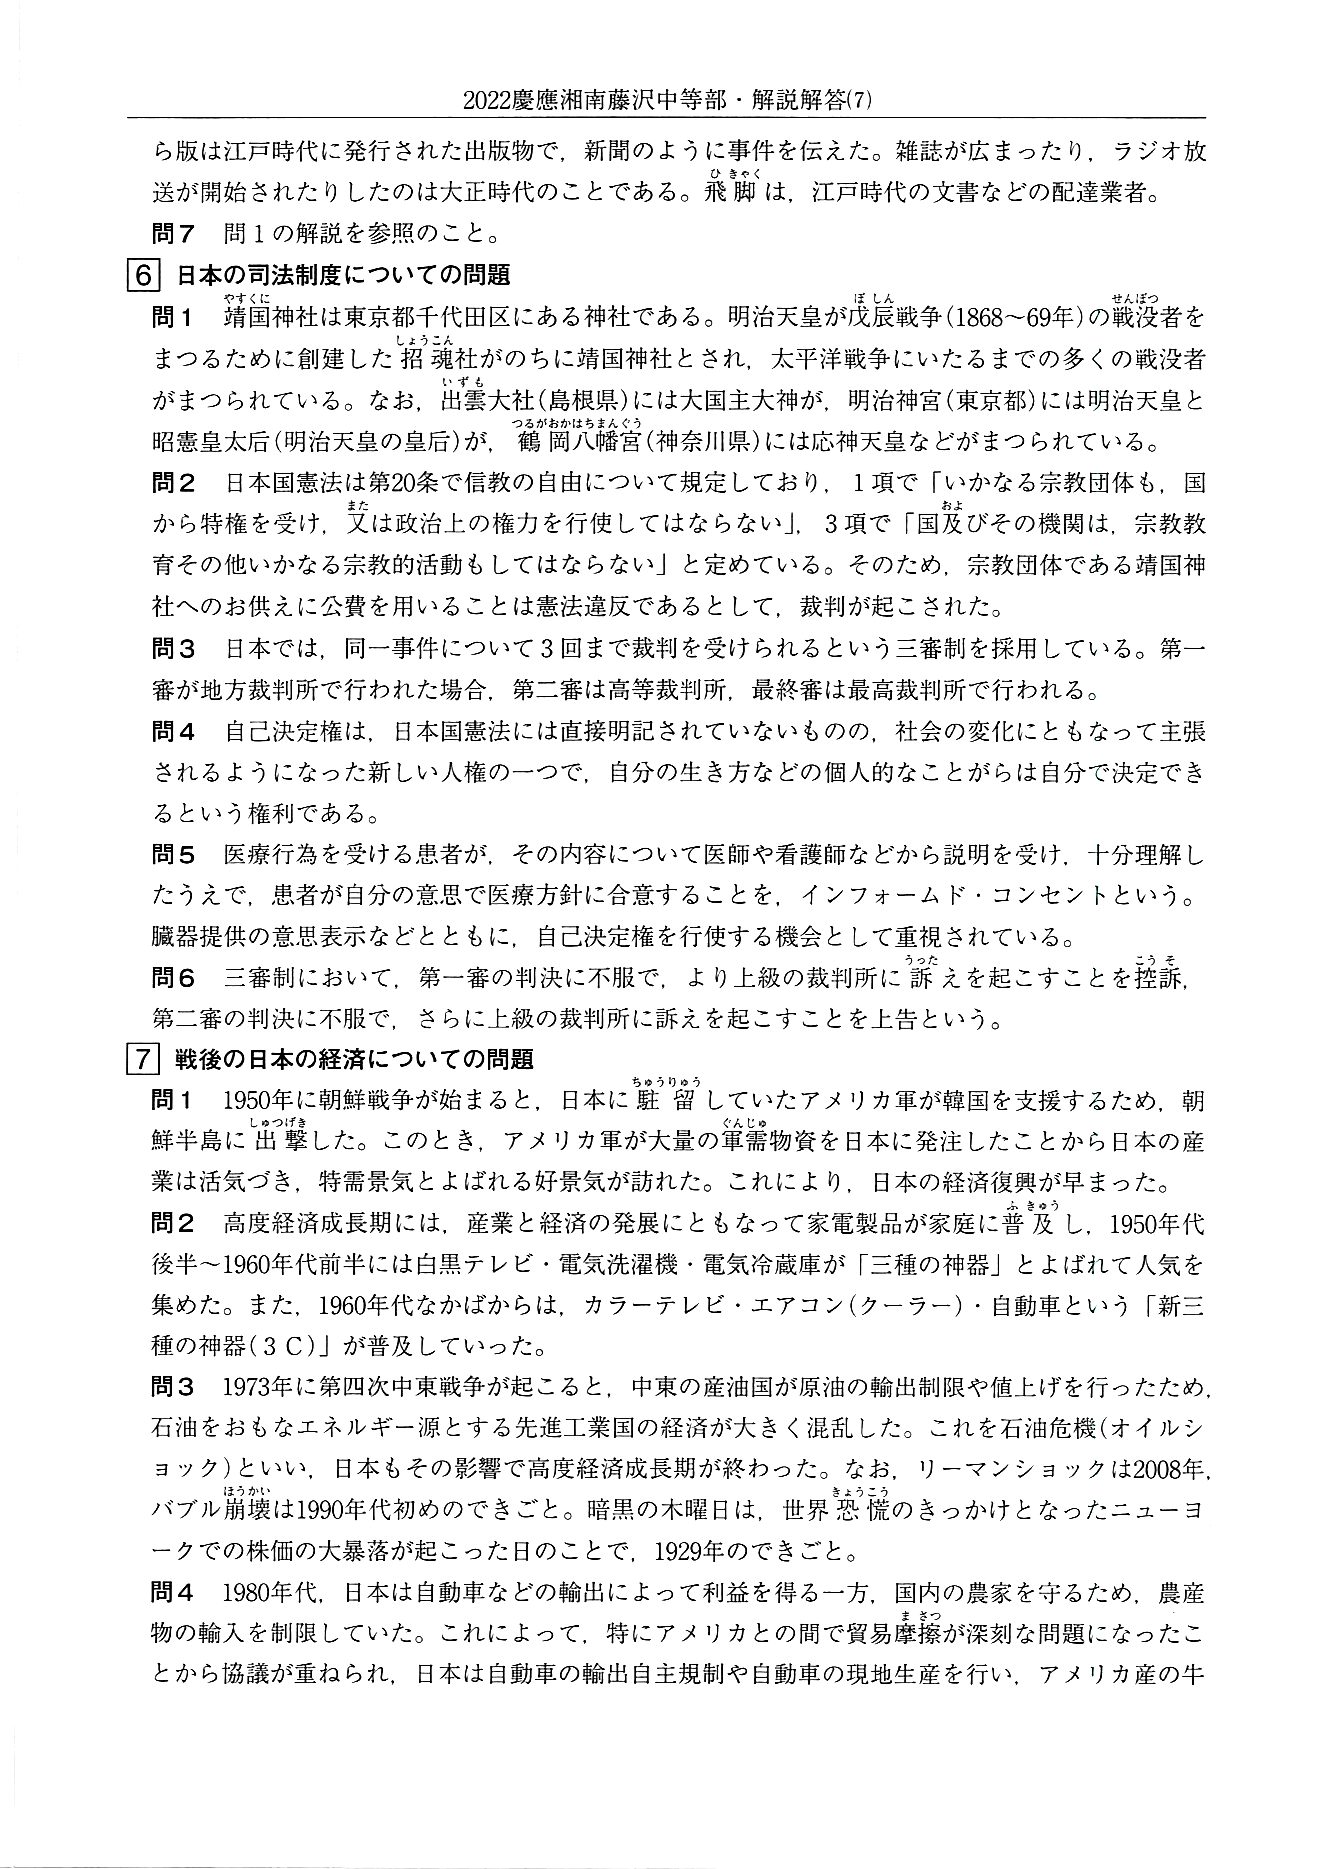 2022慶應湘南藤沢中等部・解説解答(7)
ら版は江戸時代に発行された出版物で，新聞のように事件を伝えた。雑誌が広まったり，ラジオ放
送が開始されたりしたのは大正時代のことである。飛脚は，江戸時代の文書などの配達業者。
問7　問1の解説を参照のこと。
6 日本の司法制度についての問題
問1　靖国神社は東京都千代田区にある神社である。明治天皇が戊辰戦争(1868～69年)の戦没者を
まつるために創建した招魂社がのちに靖国神社とされ，太平洋戦争にいたるまでの多くの戦没者
がまつられている。なお，出雲大社(島根県)には大国主大神が，明治神宮(東京都)には明治天皇と
昭憲皇太后(明治天皇の皇后)が，鶴岡八幡宮(神奈川県)には応神天皇などがまつられている。
問2　日本国憲法は第20条で信教の自由について規定しており，1項で「いかなる宗教団体も，国
から特権を受け，又は政治上の権力を行使してはならない」，3項で「国及びその機関は，宗教教
育その他いかなる宗教的活動もしてはならない」と定めている。そのため，宗教団体である靖国神
社へのお供えに公費を用いることは憲法違反であるとして，裁判が起こされた。
問3　日本では，同一事件について3回まで裁判を受けられるという三審制を採用している。第一
審が地方裁判所で行われた場合，第二審は高等裁判所，最終審は最高裁判所で行われる。
問4　自己決定権は，日本国憲法には直接明記されていないものの，社会の変化にともなって主張
されるようになった新しい人権の一つで，自分の生き方などの個人的なことがらは自分で決定でき
るという権利である。
問5　医療行為を受ける患者が，その内容について医師や看護師などから説明を受け，十分理解し
たうえで，患者が自分の意思で医療方針に合意することを，インフォームド・コンセントという。
臓器提供の意思表示などとともに，自己決定権を行使する機会として重視されている。
問6　三審制において，第一審の判決に不服で，より上級の裁判所に訴えを起こすことを控訴，
第二審の判決に不服で，さらに上級の裁判所に訴えを起こすことを上告という。
7 戦後の日本の経済についての問題
問1　1950年に朝鮮戦争が始まると，日本に駐留していたアメリカ軍が韓国を支援するため，朝
鮮半島に出撃した。このとき，アメリカ軍が大量の軍需物資を日本に発注したことから日本の産
業は活気づき，特需景気とよばれる好景気が訪れた。これにより，日本の経済復興が早まった。
問2　高度経済成長期には，産業と経済の発展にともなって家電製品が家庭に普及し，1950年代
後半～1960年代前半には白黒テレビ・電気洗濯機・電気冷蔵庫が「三種の神器」とよばれて人気を
集めた。また，1960年代なかばからは，カラーテレビ・エアコン(クーラー)・自動車という「新三
種の神器(3C)」が普及していった。
問3　1973年に第四次中東戦争が起こると，中東の産油国が原油の輸出制限や値上げを行ったため，
石油をおもなエネルギー源とする先進工業国の経済が大きく混乱した。これを石油危機(オイルシ
ョック)といい，日本もその影響で高度経済成長期が終わった。なお，リーマンショックは2008年，
バブル崩壊は1990年代初めのできごと。暗黒の木曜日は，世界恐慌のきっかけとなったニューヨ
ークでの株価の大暴落が起こった日のことで，1929年のできごと。
問4　1980年代，日本は自動車などの輸出によって利益を得る一方，国内の農家を守るため，農産
物の輸入を制限していた。これによって，特にアメリカとの間で貿易摩擦が深刻な問題になったこ
とから協議が重ねられ，日本は自動車の輸出自主規制や自動車の現地生産を行い，アメリカ産の牛